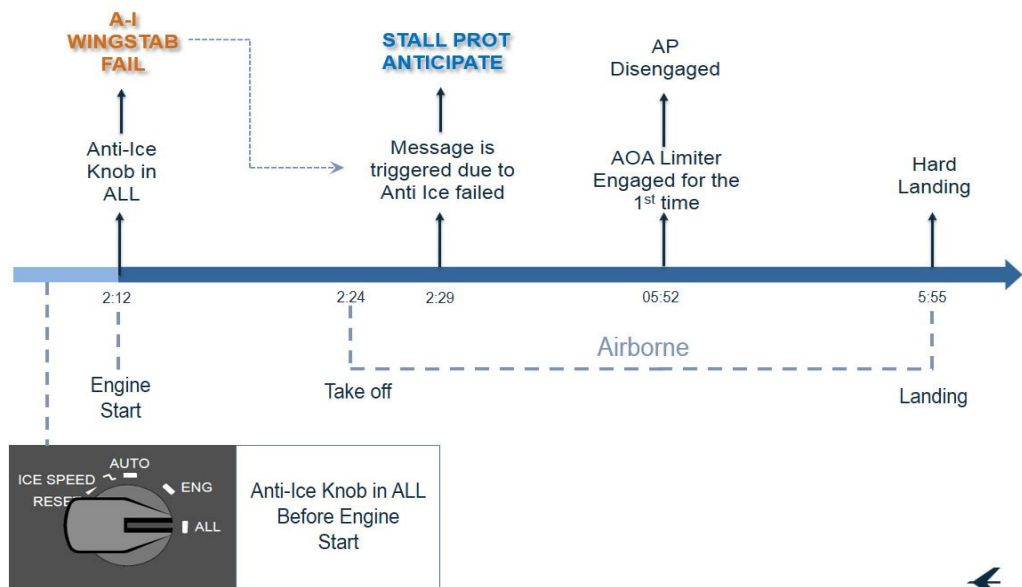 A-I
WINGSTAB
FAIL
STALL PROT
ANTICIPATE
AP
Disengaged
Anti-Ice
Knob in
ALL
Message is
triggered due to
Anti Ice failed
AOA Limiter
Engaged for the
1st time
Hard
Landing
2:12
2:24
2:29
05:52
5:55
Airborne
Engine
Start
Take off
Landing
AUTO
ICE SPEED
RESET
ENG
ALL
Anti-Ice Knob in ALL
Before Engine
Start